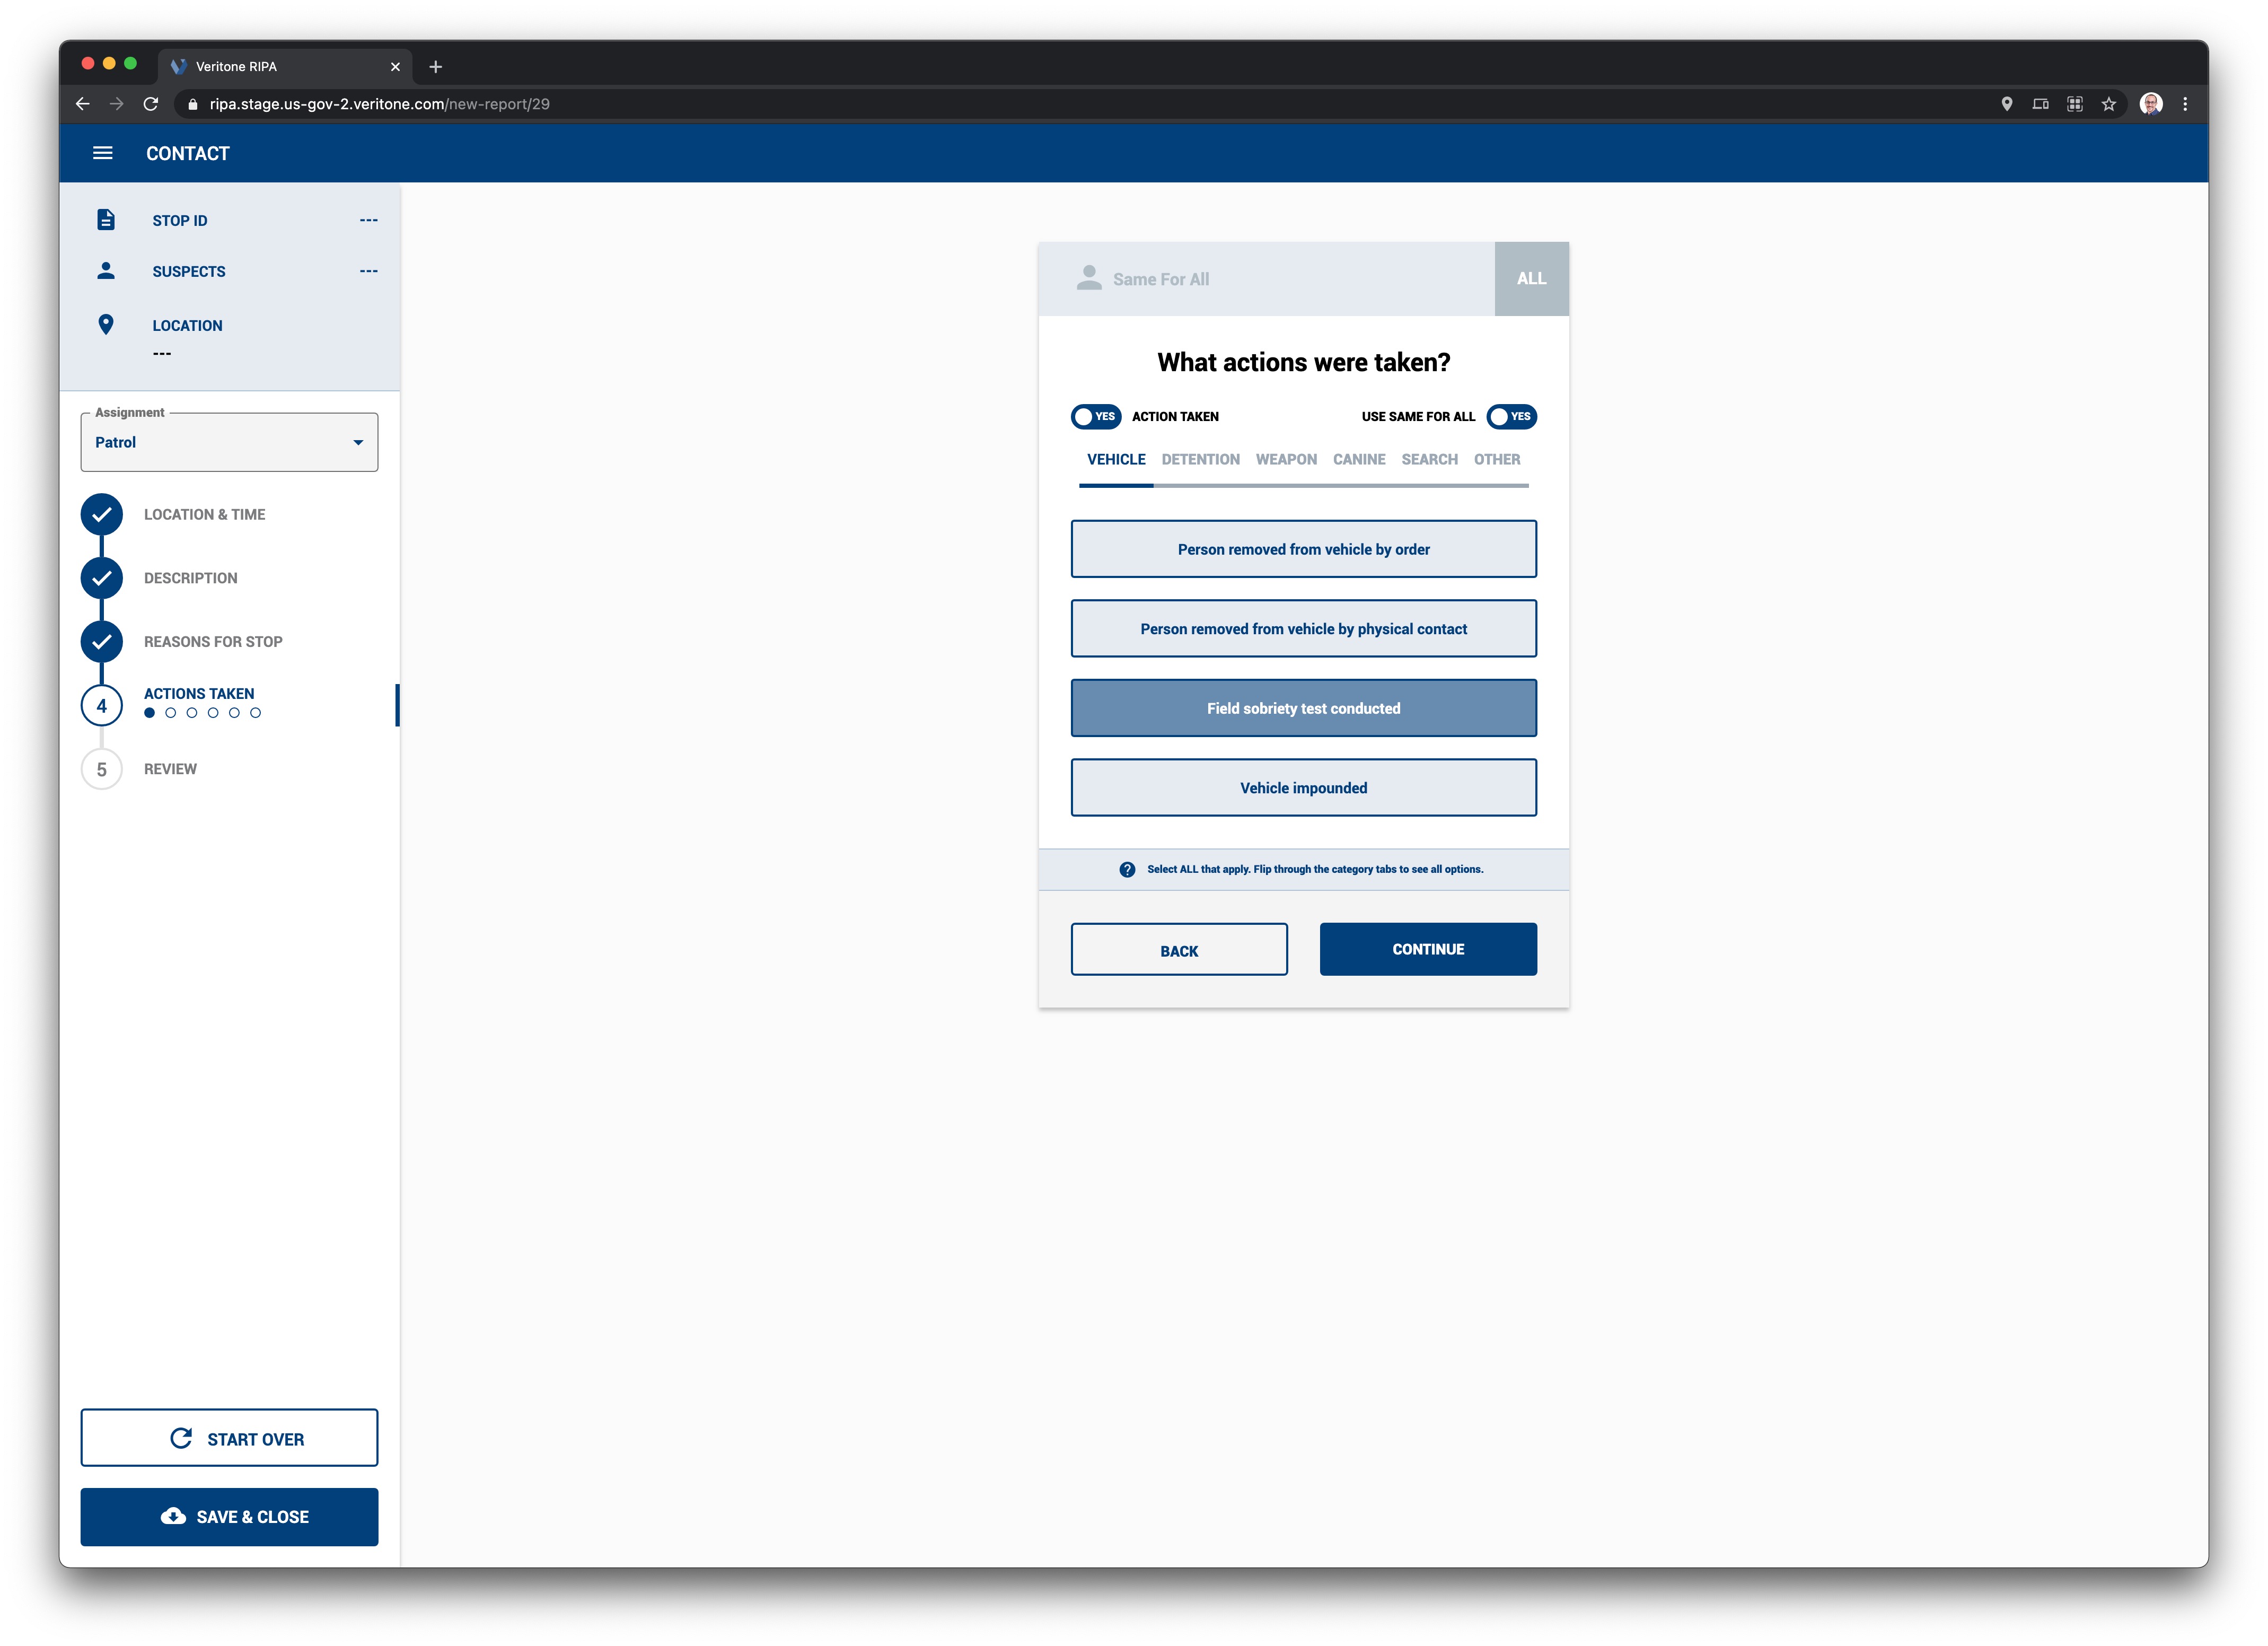 Veritone RIPA
ripa.stage.us-gov-2.veritone.com/new-report/29
CONTACT
STOP ID ---
SUSPECTS ---
LOCATION
---
Assignment
Patrol
LOCATION & TIME
DESCRIPTION
REASONS FOR STOP
4 ACTIONS TAKEN
5 REVIEW
START OVER
SAVE & CLOSE
Same For All ALL
What actions were taken?
YES ACTION TAKEN USE SAME FOR ALL YES
VEHICLE DETENTION WEAPON CANINE SEARCH OTHER
Person removed from vehicle by order
Person removed from vehicle by physical contact
Field sobriety test conducted
Vehicle impounded
? Select ALL that apply. Flip through the category tabs to see all options.
BACK CONTINUE